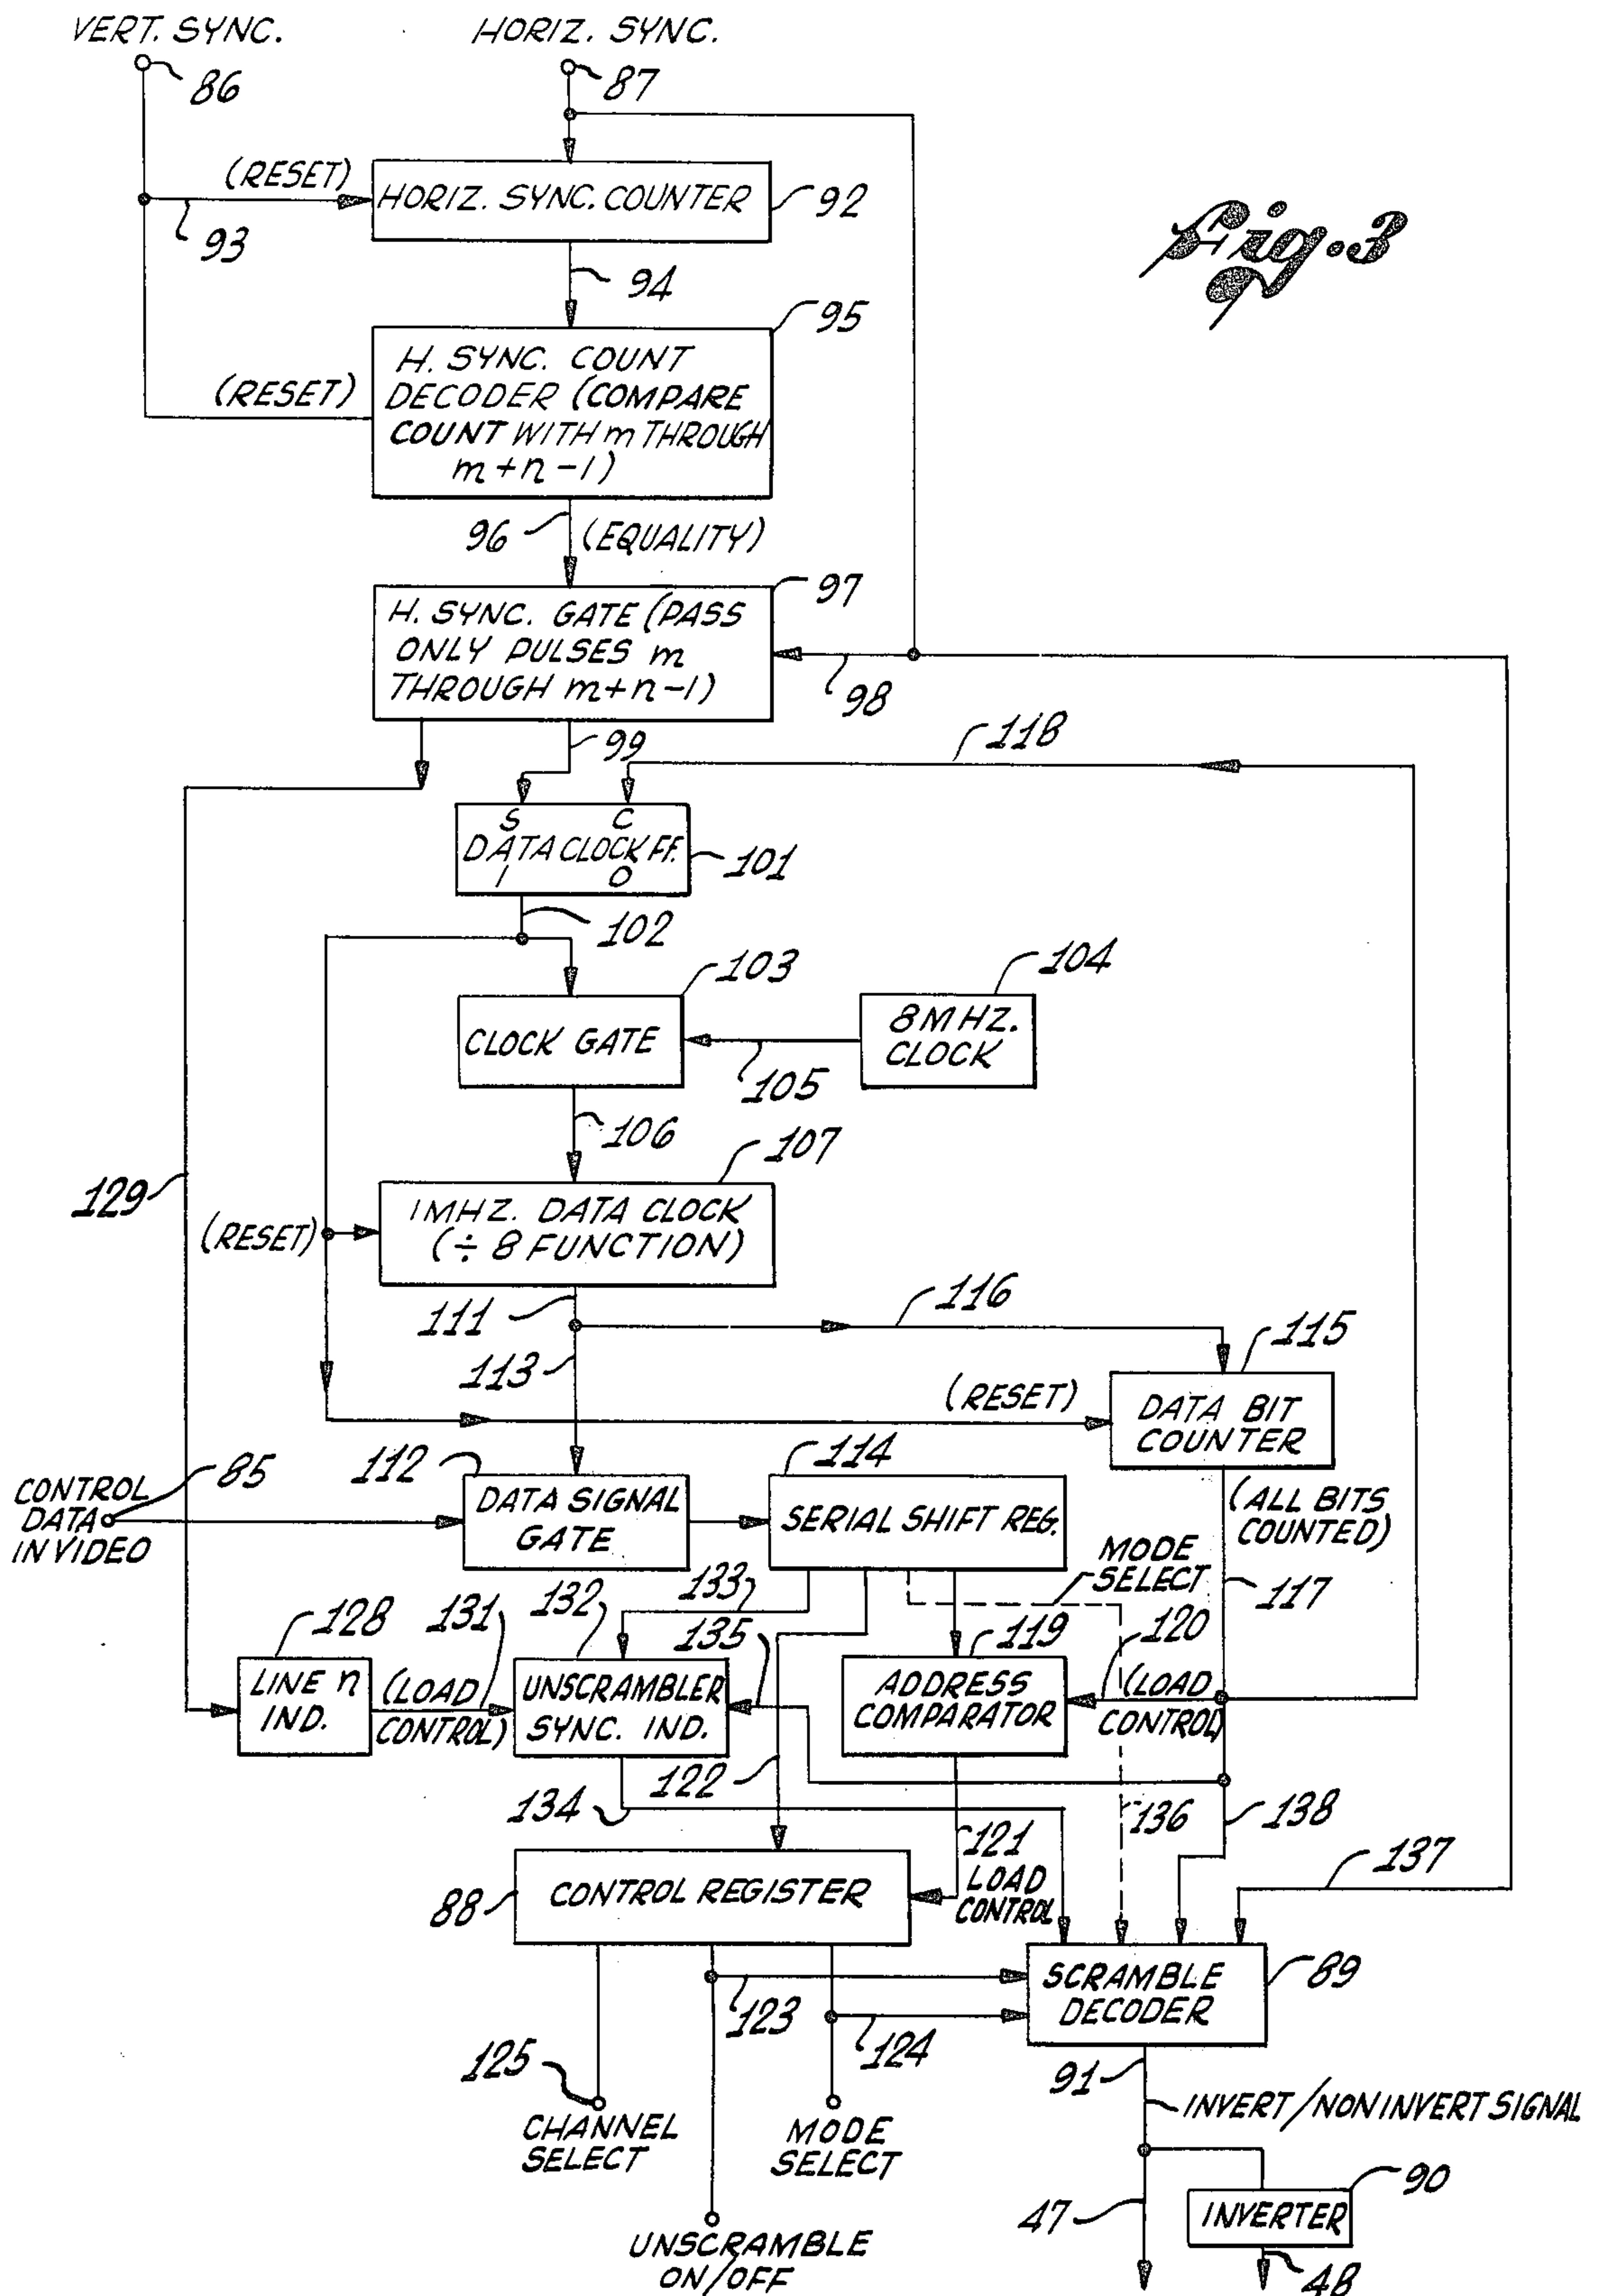 VERT. SYNC.
HORIZ. SYNC.
86
87
(RESET)
HORIZ. SYNC. COUNTER
92
93
Fig. 3
94
95
H. SYNC. COUNT
DECODER (COMPARE
COUNT WITH m THROUGH
m+n-1)
(RESET)
96
(EQUALITY)
97
H. SYNC. GATE (PASS
ONLY PULSES m
THROUGH m+n-1)
98
99
118
S C
DATA CLOCK FF.
1 0
101
102
103
104
CLOCK GATE
8 MHZ.
CLOCK
105
106
107
129
(RESET)
1 MHZ. DATA CLOCK
(÷ 8 FUNCTION)
111
116
115
113
(RESET)
DATA BIT
COUNTER
85
112
114
CONTROL
DATA
IN VIDEO
DATA SIGNAL
GATE
SERIAL SHIFT REG.
(ALL BITS
COUNTED)
MODE
SELECT
117
128
131
132
133
135
119
120
LINE n
IND.
(LOAD
CONTROL)
UNSCRAMBLER
SYNC. IND.
ADDRESS
COMPARATOR
(LOAD
CONTROL)
122
134
121
136
138
137
88
CONTROL REGISTER
LOAD
CONTROL
SCRAMBLE
DECODER
89
123
124
125
91
CHANNEL
SELECT
MODE
SELECT
INVERT/NONINVERT SIGNAL
90
47
INVERTER
UNSCRAMBLE
ON/OFF
48